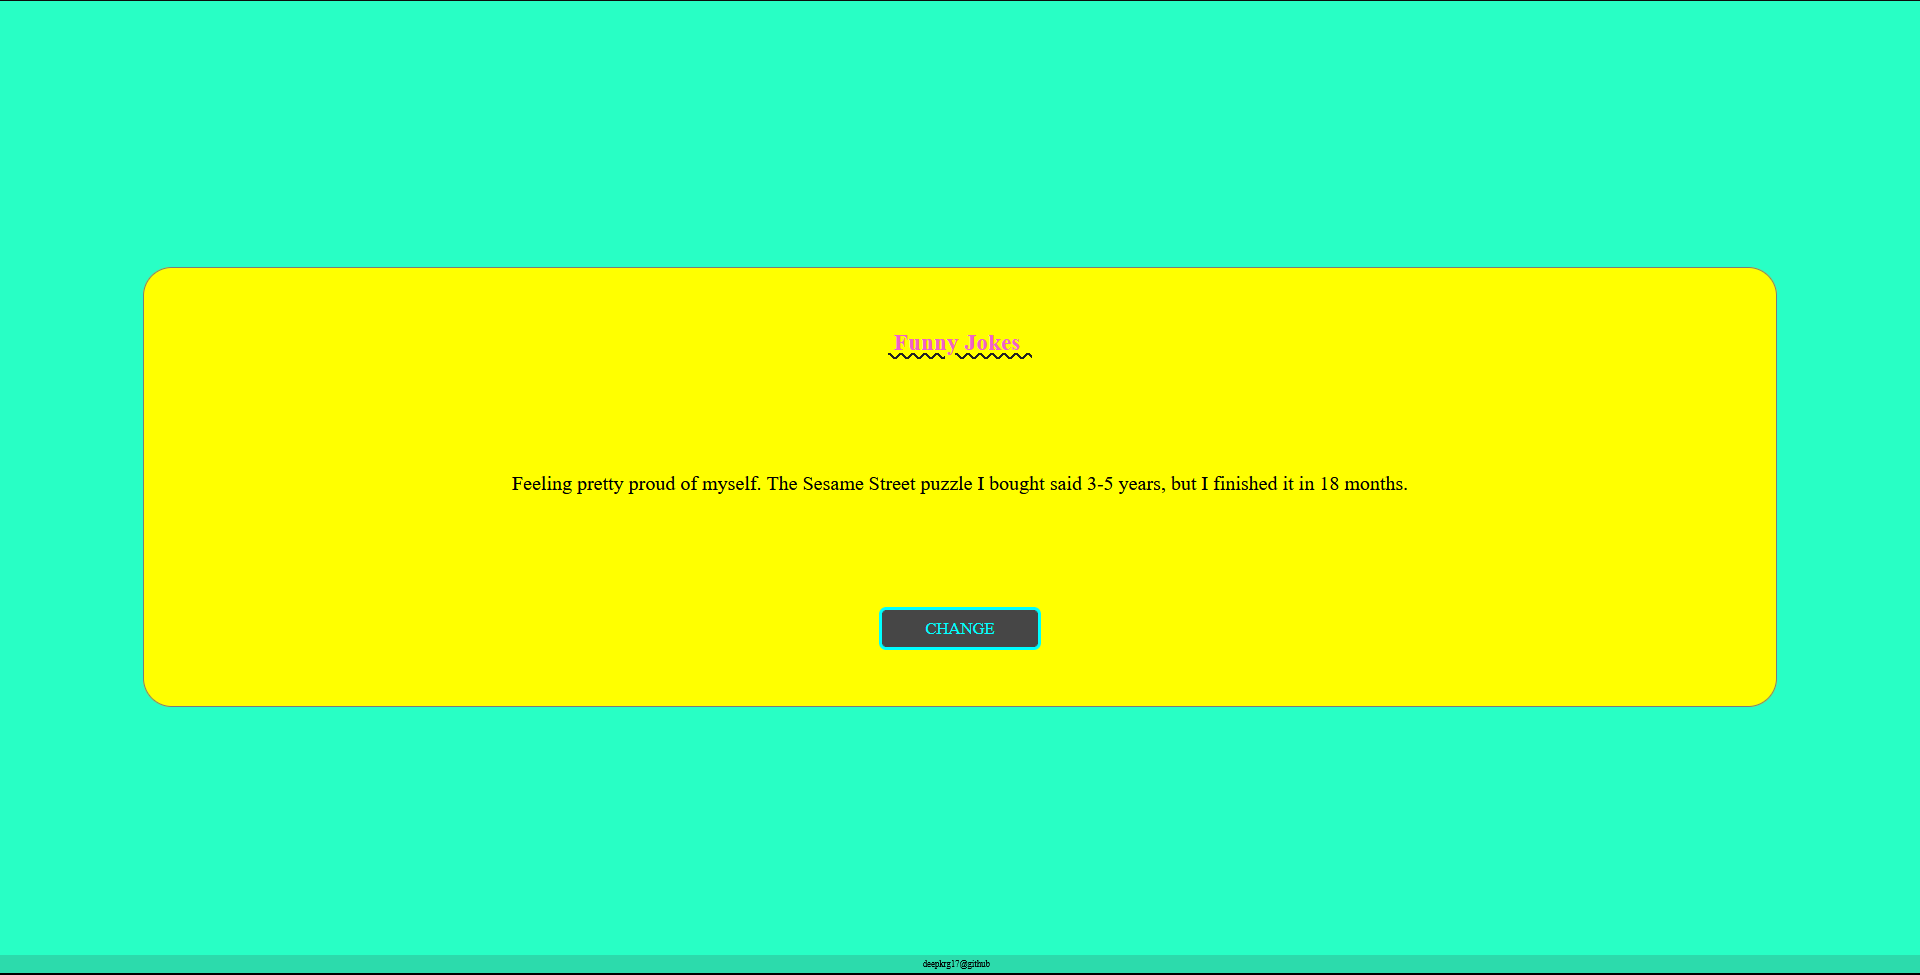 Funny Jokes
Feeling pretty proud of myself. The Sesame Street puzzle I bought said 3-5 years, but I finished it in 18 months.
CHANGE
deepkrg17@github